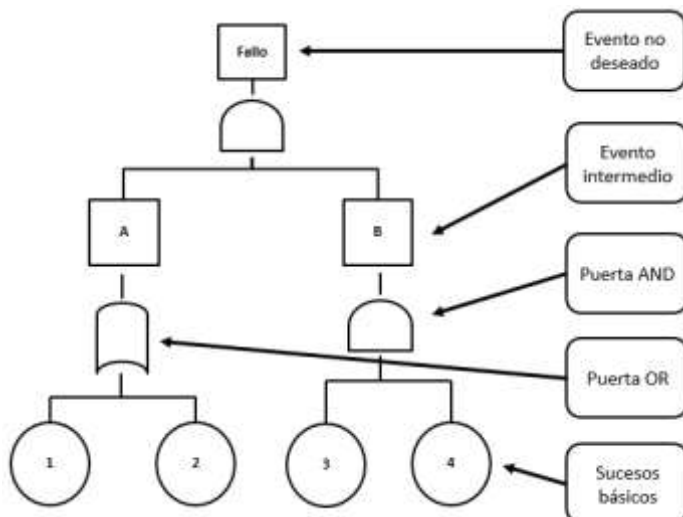 Fallo
Evento no
deseado
Evento
intermedio
A
B
Puerta AND
Puerta OR
1
2
3
4
Sucesos
básicos